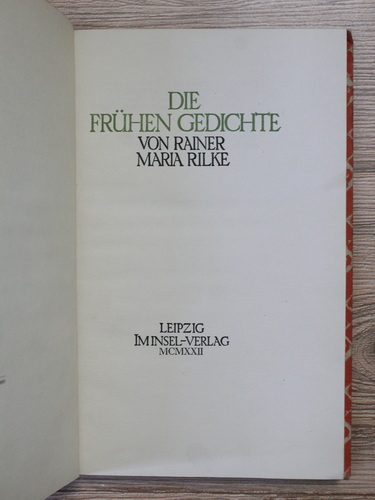 DIE
FRÜHEN GEDICHTE
VON RAINER
MARIA RILKE
LEIPZIG
IM INSEL-VERLAG
MCMXXII